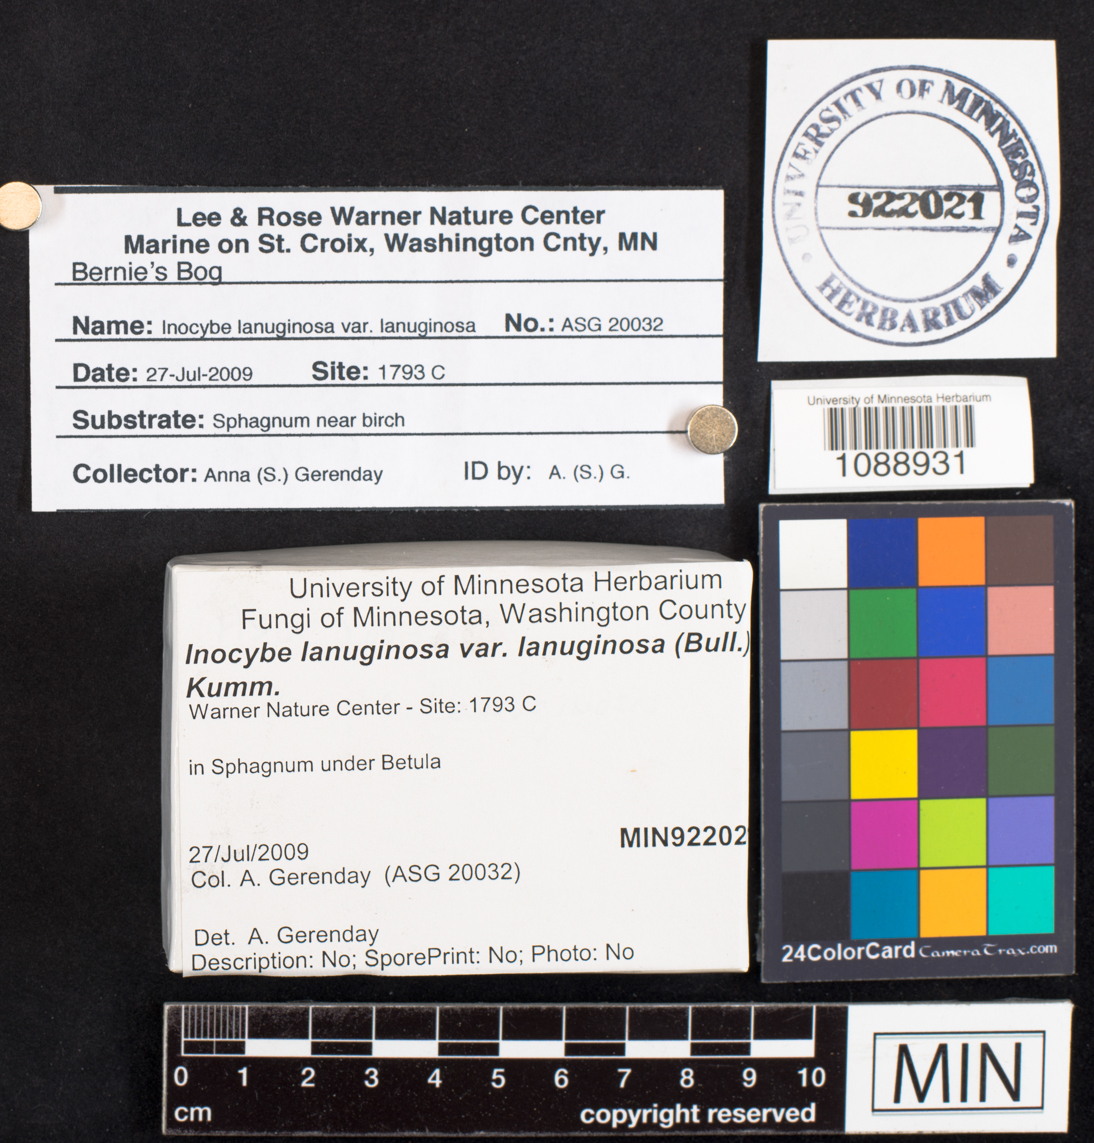 Lee & Rose Warner Nature Center
Marine on St. Croix, Washington Cnty, MN
Bernie's Bog
Name: Inocybe lanuginosa var. lanuginosa No.: ASG 20032
Date: 27-Jul-2009 Site: 1793 C
Substrate: Sphagnum near birch
Collector: Anna (S.) Gerenday ID by: A. (S.) G.
UNIVERSITY OF MINNESOTA
922021
HERBARIUM
University of Minnesota Herbarium
1088931
University of Minnesota Herbarium
Fungi of Minnesota, Washington County
Inocybe lanuginosa var. lanuginosa (Bull.)
Kumm.
Warner Nature Center - Site: 1793 C
in Sphagnum under Betula
MIN92202
27/Jul/2009
Col. A. Gerenday (ASG 20032)
Det. A. Gerenday
Description: No; SporePrint: No; Photo: No
24ColorCard CameraTrax.com
0 1 2 3 4 5 6 7 8 9 10
cm copyright reserved
MIN